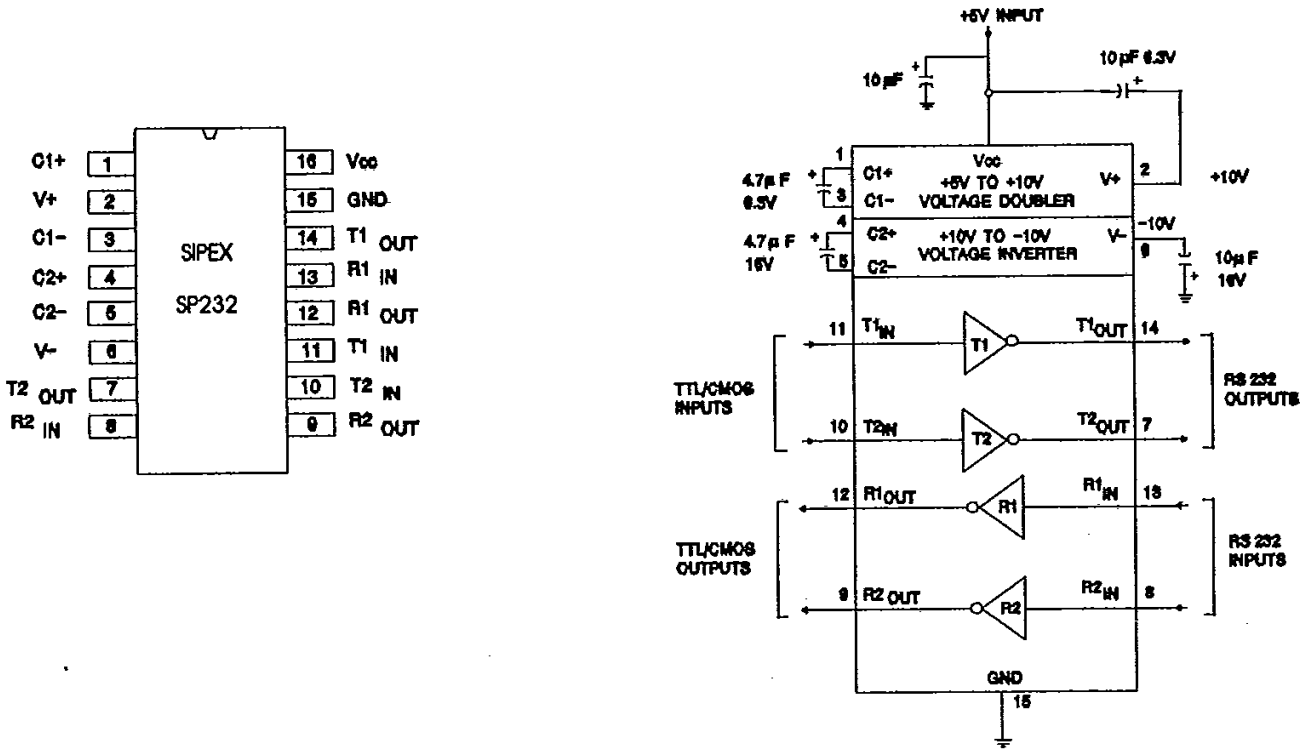 C1+ 1
V+ 2
C1- 3
C2+ 4
C2- 5
V- 6
T2 OUT 7
R2 IN 8
SIPEX
SP232
16 Vcc
15 GND
14 T1 OUT
13 R1 IN
12 R1 OUT
11 T1 IN
10 T2 IN
9 R2 OUT
+5V INPUT
10 µF +
10 µF 6.3V
+
1
Vcc
2
4.7µ F
6.3V
+
C1+
+5V TO +10V
V+
+10V
3
C1-
VOLTAGE DOUBLER
4
-10V
4.7µ F
16V
+
C2+
+10V TO -10V
V-
5
C2-
VOLTAGE INVERTER
6
10µ F
16V
+
11 T1IN
T1
T1OUT 14
TTL/CMOS
INPUTS
RS 232
OUTPUTS
10 T2IN
T2
T2OUT 7
12 R1OUT
R1
R1IN 13
TTL/CMOS
OUTPUTS
RS 232
INPUTS
9 R2 OUT
R2
R2IN 8
GND
15